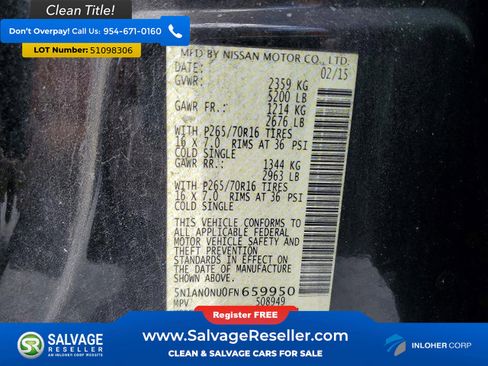 Clean Title!
Don't Overpay! Call Us: 954-671-0160
LOT Number: 51098306
MFD BY NISSAN MOTOR CO., LTD.
DATE: 02/15
GVWR: 2359 KG
5200 LB
GAWR FR.: 1214 KG
2676 LB
WITH P265/70R16 TIRES
16 X 7.0 RIMS AT 36 PSI
COLD SINGLE
GAWR RR.: 1344 KG
2963 LB
WITH P265/70R16 TIRES
16 X 7.0 RIMS AT 36 PSI
COLD SINGLE
THIS VEHICLE CONFORMS TO
ALL APPLICABLE FEDERAL
MOTOR VEHICLE SAFETY AND
THEFT PREVENTION
STANDARDS IN EFFECT ON THE
DATE OF MANUFACTURE
SHOWN ABOVE.
5N1AN0NU0FN659950
MPV 508949
Register FREE
SALVAGE
RESELLER
AN INLOHER CORP WEBSITE
www.SalvageReseller.com
CLEAN & SALVAGE CARS FOR SALE
INLOHER CORP